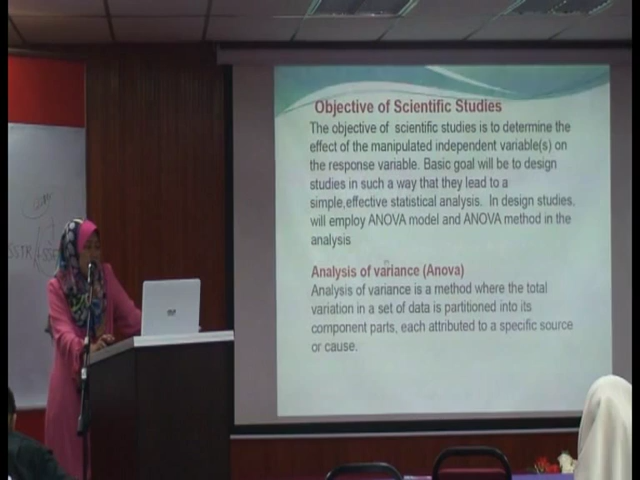 Objective of Scientific Studies
The objective of scientific studies is to determine the
effect of the manipulated independent variable(s) on
the response variable. Basic goal will be to design
studies in such a way that they lead to a
simple,effective statistical analysis. In design studies,
will employ ANOVA model and ANOVA method in the
analysis
Analysis of variance (Anova)
Analysis of variance is a method where the total
variation in a set of data is partitioned into its
component parts, each attributed to a specific source
or cause.